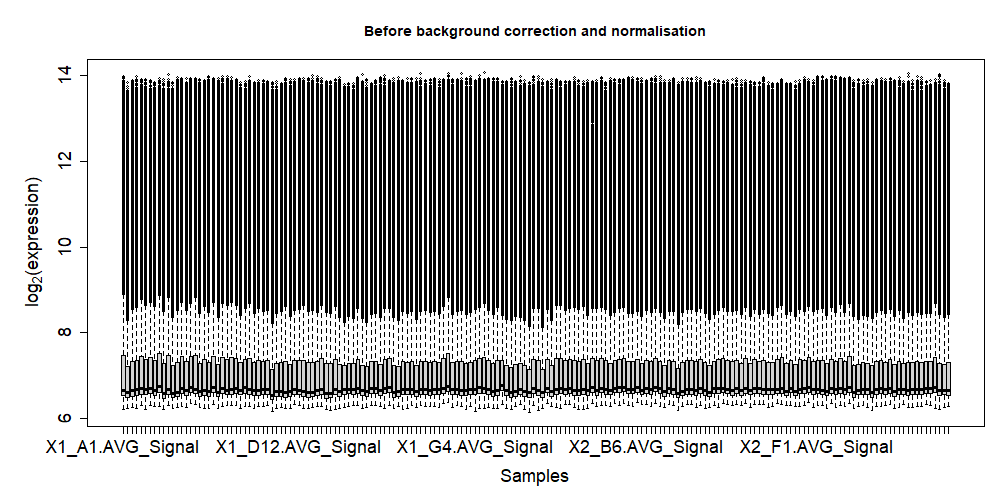 Before background correction and normalisation
log2(expression)
14
12
10
8
6
X1_A1.AVG_Signal X1_D12.AVG_Signal X1_G4.AVG_Signal X2_B6.AVG_Signal X2_F1.AVG_Signal
Samples